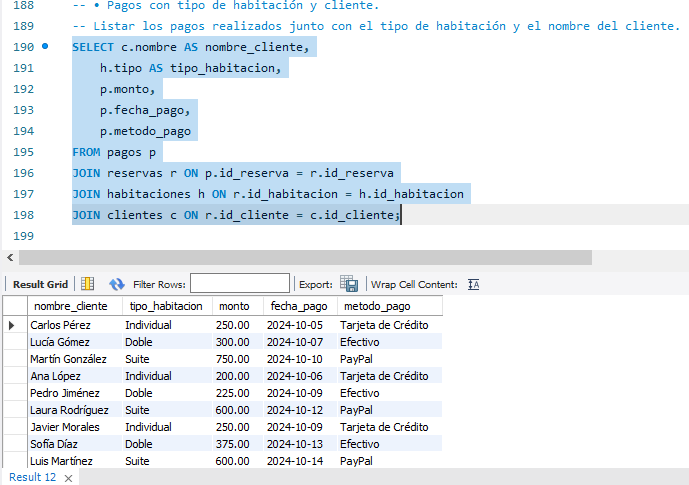 188 -- • Pagos con tipo de habitación y cliente.
189 -- Listar los pagos realizados junto con el tipo de habitación y el nombre del cliente.
190 SELECT c.nombre AS nombre_cliente,
191 h.tipo AS tipo_habitacion,
192 p.monto,
193 p.fecha_pago,
194 p.metodo_pago
195 FROM pagos p
196 JOIN reservas r ON p.id_reserva = r.id_reserva
197 JOIN habitaciones h ON r.id_habitacion = h.id_habitacion
198 JOIN clientes c ON r.id_cliente = c.id_cliente;
199
Result Grid Filter Rows: Export: Wrap Cell Content:
nombre_cliente tipo_habitacion monto fecha_pago metodo_pago
Carlos Pérez Individual 250.00 2024-10-05 Tarjeta de Crédito
Lucía Gómez Doble 300.00 2024-10-07 Efectivo
Martín González Suite 750.00 2024-10-10 PayPal
Ana López Individual 200.00 2024-10-06 Tarjeta de Crédito
Pedro Jiménez Doble 225.00 2024-10-09 Efectivo
Laura Rodríguez Suite 600.00 2024-10-12 PayPal
Javier Morales Individual 250.00 2024-10-09 Tarjeta de Crédito
Sofía Díaz Doble 375.00 2024-10-13 Efectivo
Luis Martínez Suite 600.00 2024-10-14 PayPal
Result 12